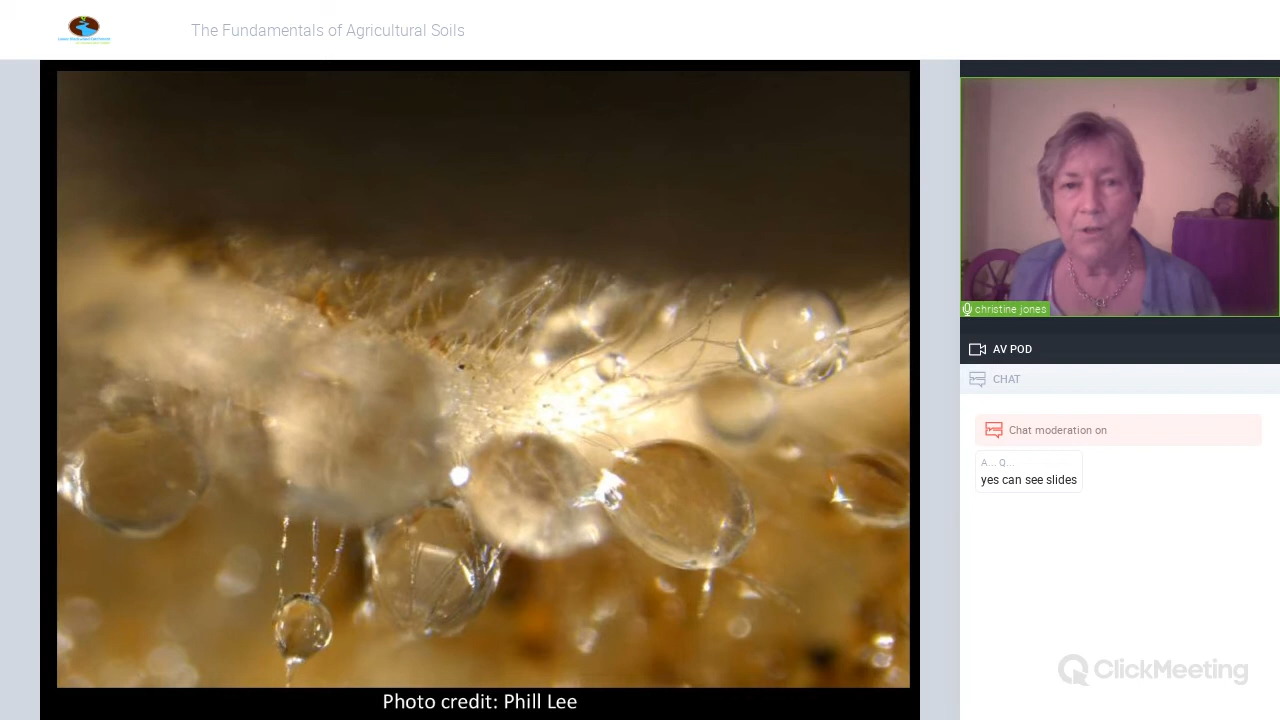 The Fundamentals of Agricultural Soils
christine jones
AV POD
CHAT
Chat moderation on
A... Q...
yes can see slides
ClickMeeting
Photo credit: Phill Lee